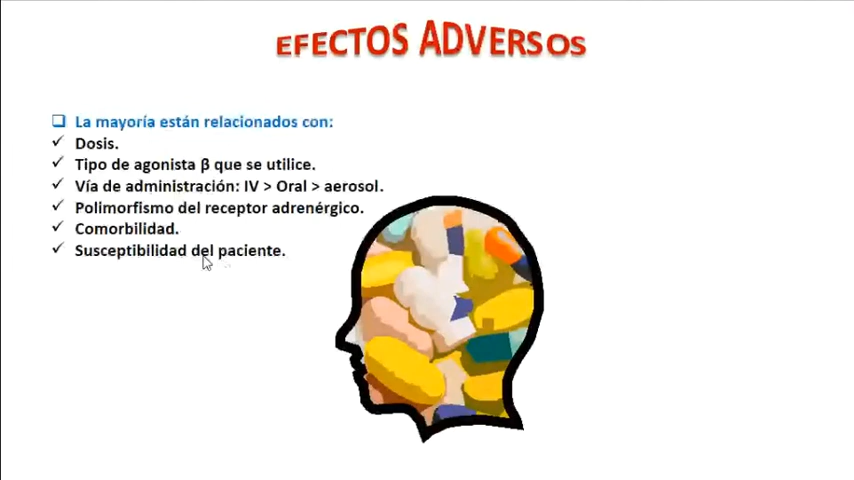 EFECTOS ADVERSOS
La mayoría están relacionados con:
Dosis.
Tipo de agonista β que se utilice.
Vía de administración: IV > Oral > aerosol.
Polimorfismo del receptor adrenérgico.
Comorbilidad.
Susceptibilidad del paciente.